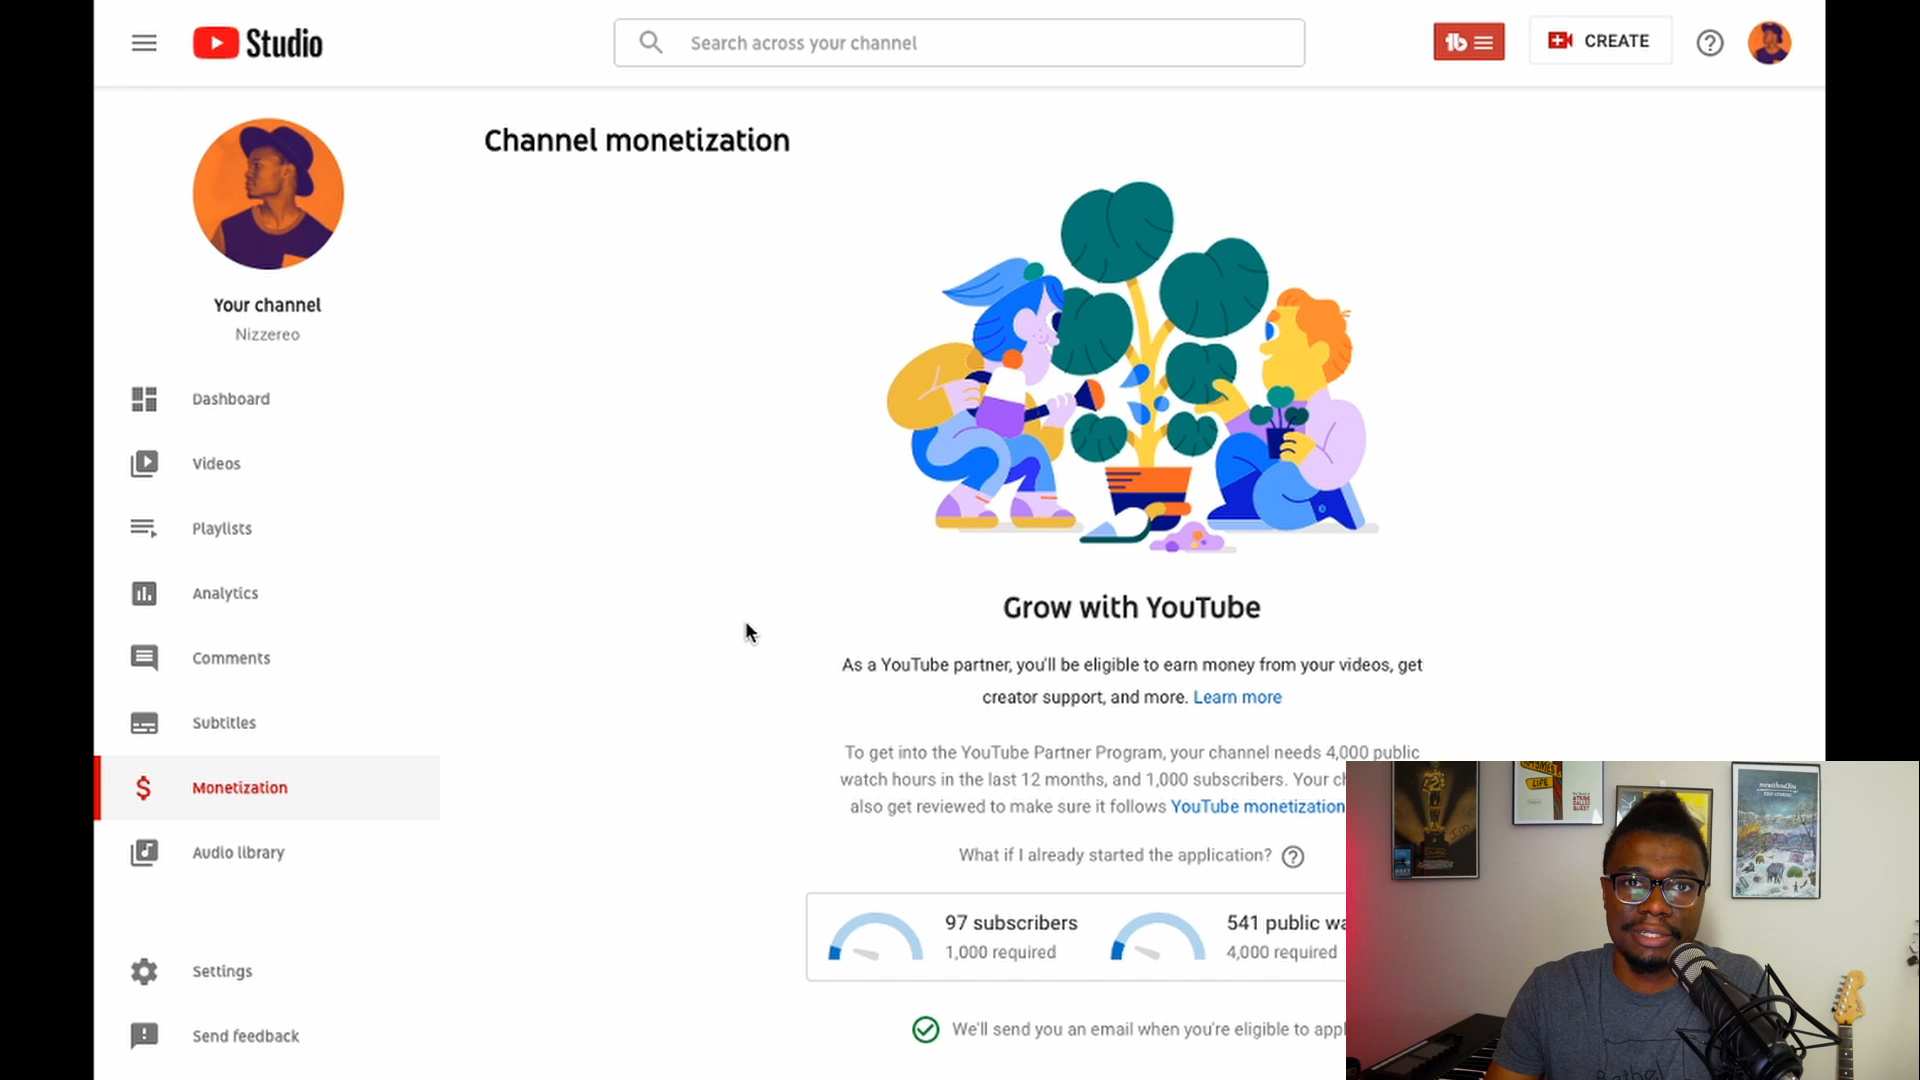 Studio
Search across your channel
CREATE
Your channel
Nizzereo
Dashboard
Videos
Playlists
Analytics
Comments
Subtitles
Monetization
Audio library
Settings
Send feedback
Channel monetization
Grow with YouTube
As a YouTube partner, you'll be eligible to earn money from your videos, get
creator support, and more. Learn more
To get into the YouTube Partner Program, your channel needs 4,000 public
watch hours in the last 12 months, and 1,000 subscribers. Your
also get reviewed to make sure it follows YouTube monetization
What if I already started the application?
97 subscribers
1,000 required
541 public
4,000 required
We'll send you an email when you're eligible to
LIFE
Bethel